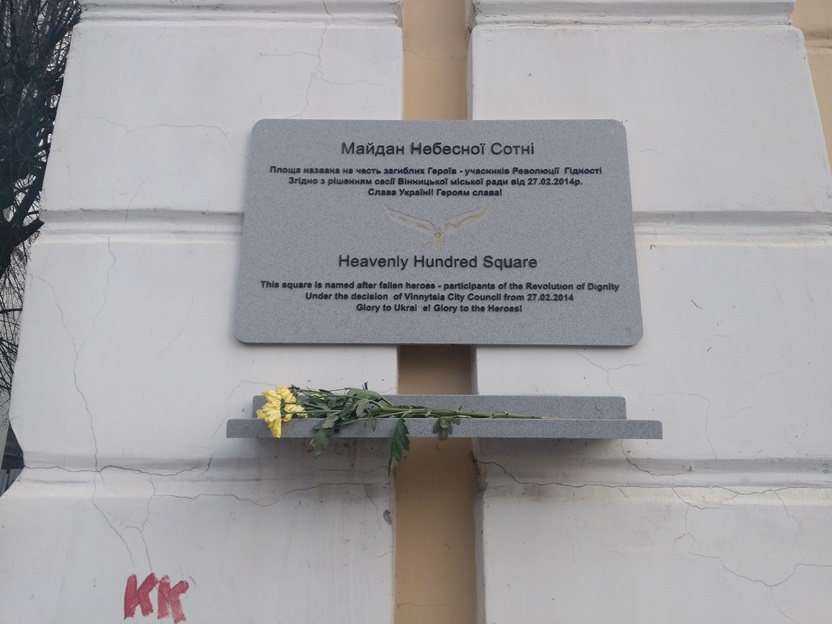 Майдан Небесної Сотні
Площа названа на честь загиблих Героїв - учасників Революції Гідності
Згідно з рішенням сесії Вінницької міської ради від 27.02.2014р.
Слава Україні! Героям слава!
Heavenly Hundred Square
This square is named after fallen heroes - participants of the Revolution of Dignity
Under the decision of Vinnytsia City Council from 27.02.2014
Glory to Ukrai e! Glory to the Heroes!
КК